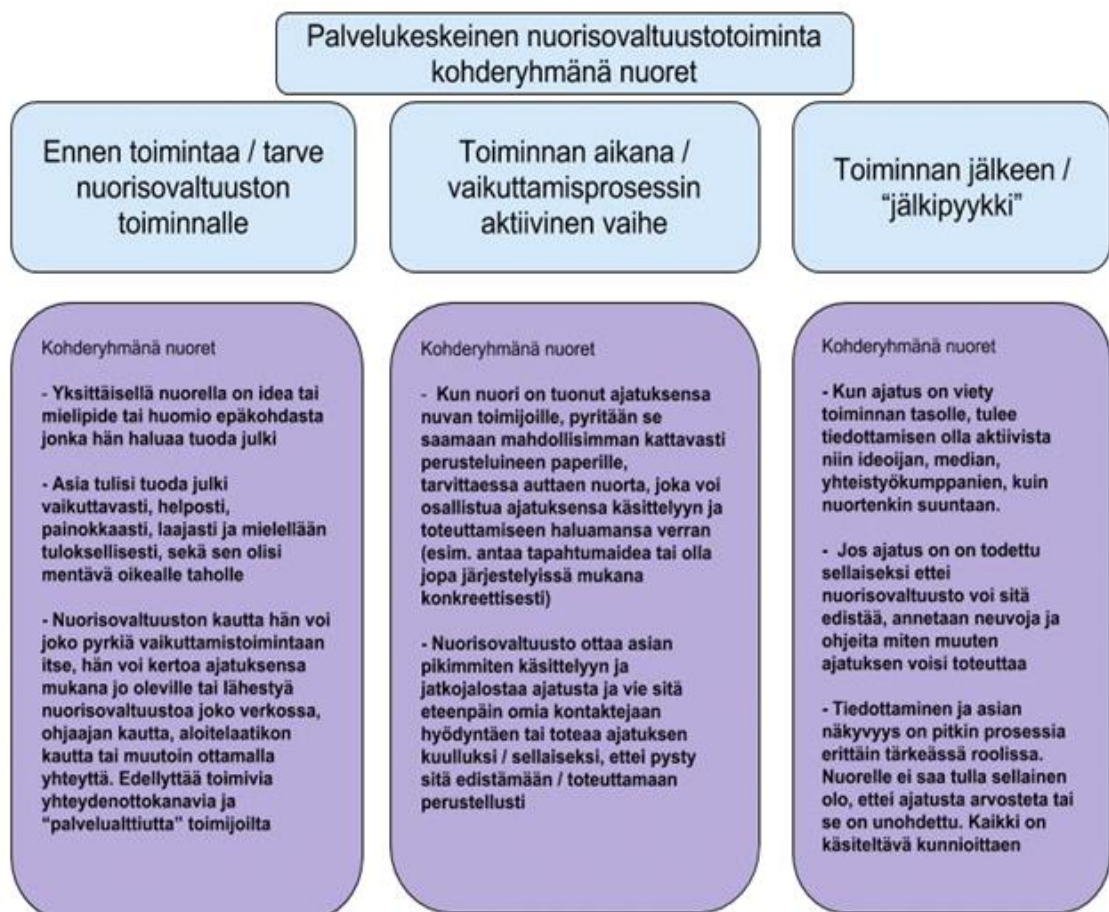 Palvelukeskeinen nuorisovaltuustotoiminta
kohderyhmänä nuoret
Ennen toimintaa / tarve
nuorisovaltuuston
toiminnalle
Toiminnan aikana /
vaikuttamisprosessin
aktiivinen vaihe
Toiminnan jälkeen /
“jälkipyykki”
Kohderyhmänä nuoret
- Yksittäisellä nuorella on idea tai
mielipide tai huomio epäkohdasta
jonka hän haluaa tuoda julki
- Asia tulisi tuoda julki
vaikuttavasti, helposti,
painokkaasti, laajasti ja mielellään
tuloksellisesti, sekä sen olisi
mentävä oikealle taholle
- Nuorisovaltuuston kautta hän voi
joko pyrkiä vaikuttamistoimintaan
itse, hän voi kertoa ajatuksensa
mukana jo oleville tai lähestyä
nuorisovaltuustoa joko verkossa,
ohjaajan kautta, aloitelaatikon
kautta tai muutoin ottamalla
yhteyttä. Edellyttää toimivia
yhteydenottokanavia ja
“palvelualttiutta” toimijoilta
Kohderyhmänä nuoret
- Kun nuori on tuonut ajatuksensa
nuvan toimijoille, pyritään se
saamaan mahdollisimman kattavasti
perusteluineen paperille,
tarvittaessa auttaen nuorta, joka voi
osallistua ajatuksensa käsittelyyn ja
toteuttamiseen haluamansa verran
(esim. antaa tapahtumaidea tai olla
jopa järjestelyissä mukana
konkreettisesti)
- Nuorisovaltuusto ottaa asian
pikimmiten käsittelyyn ja
jatkojalostaa ajatusta ja vie sitä
eteenpäin omia kontaktejaan
hyödyntäen tai toteaa ajatuksen
kuulluksi / sellaiseksi, ettei pysty
sitä edistämään / toteuttamaan
perustellusti
Kohderyhmänä nuoret
- Kun ajatus on viety
toiminnan tasolle, tulee
tiedottamisen olla aktiivista
niin ideoijan, median,
yhteistyökumppanien, kuin
nuortenkin suuntaan.
- Jos ajatus on on todettu
sellaiseksi ettei
nuorisovaltuusto voi sitä
edistää, annetaan neuvoja ja
ohjeita miten muuten
ajatuksen voisi toteuttaa
- Tiedottaminen ja asian
näkyvyys on pitkin prosessia
erittäin tärkeässä roolissa.
Nuorelle ei saa tulla sellainen
olo, ettei ajatusta arvosteta tai
se on unohdettu. Kaikki on
käsiteltävä kunnioittaen